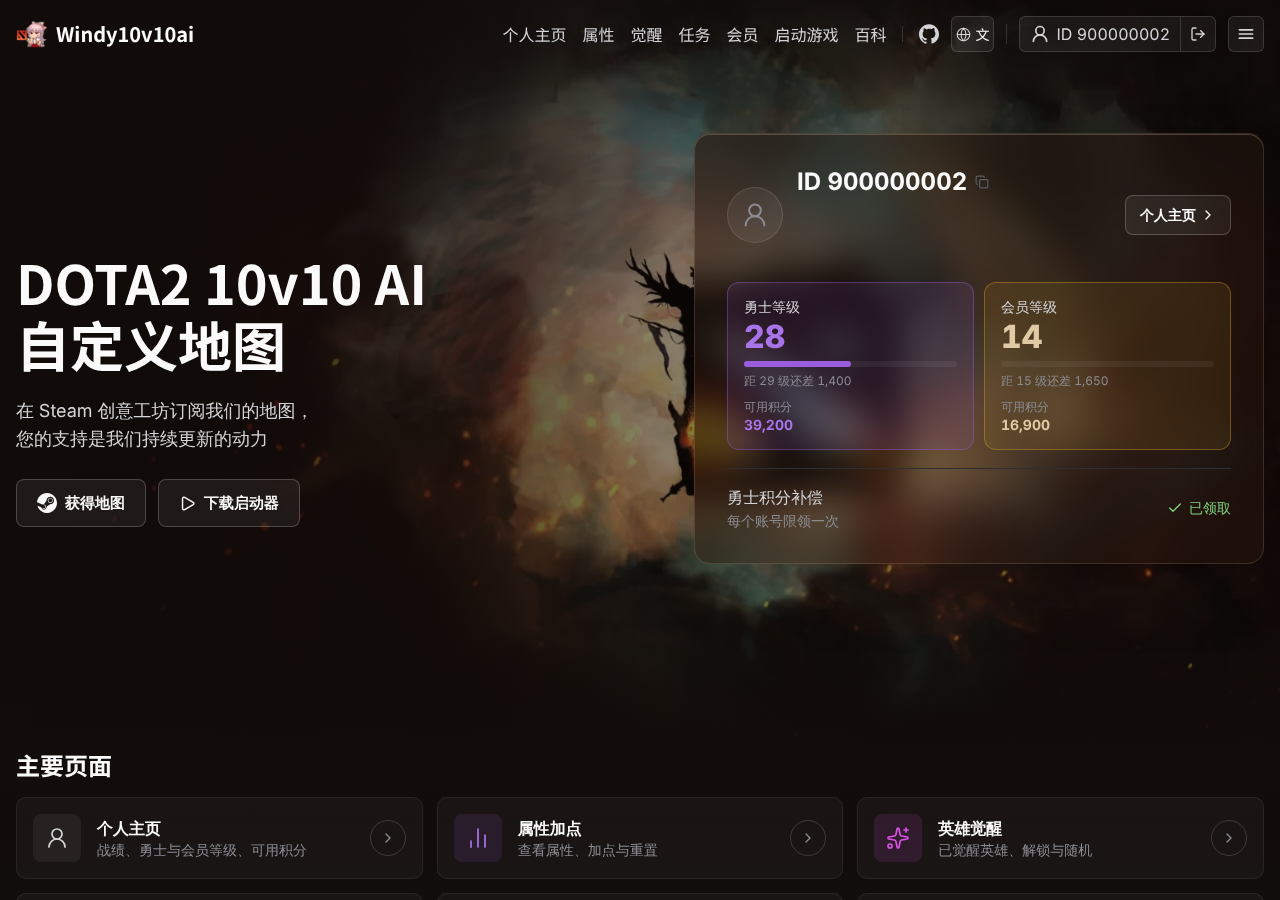 Windy10v10ai
个人主页 属性 觉醒 任务 会员 启动游戏 百科 文 ID 900000002
DOTA2 10v10 AI
自定义地图
在 Steam 创意工坊订阅我们的地图，
您的支持是我们持续更新的动力
获得地图 下载启动器
ID 900000002
个人主页
勇士等级
28
距 29 级还差 1,400
可用积分
39,200
会员等级
14
距 15 级还差 1,650
可用积分
16,900
勇士积分补偿
每个账号限领一次
已领取
主要页面
个人主页
战绩、勇士与会员等级、可用积分
属性加点
查看属性、加点与重置
英雄觉醒
已觉醒英雄、解锁与随机